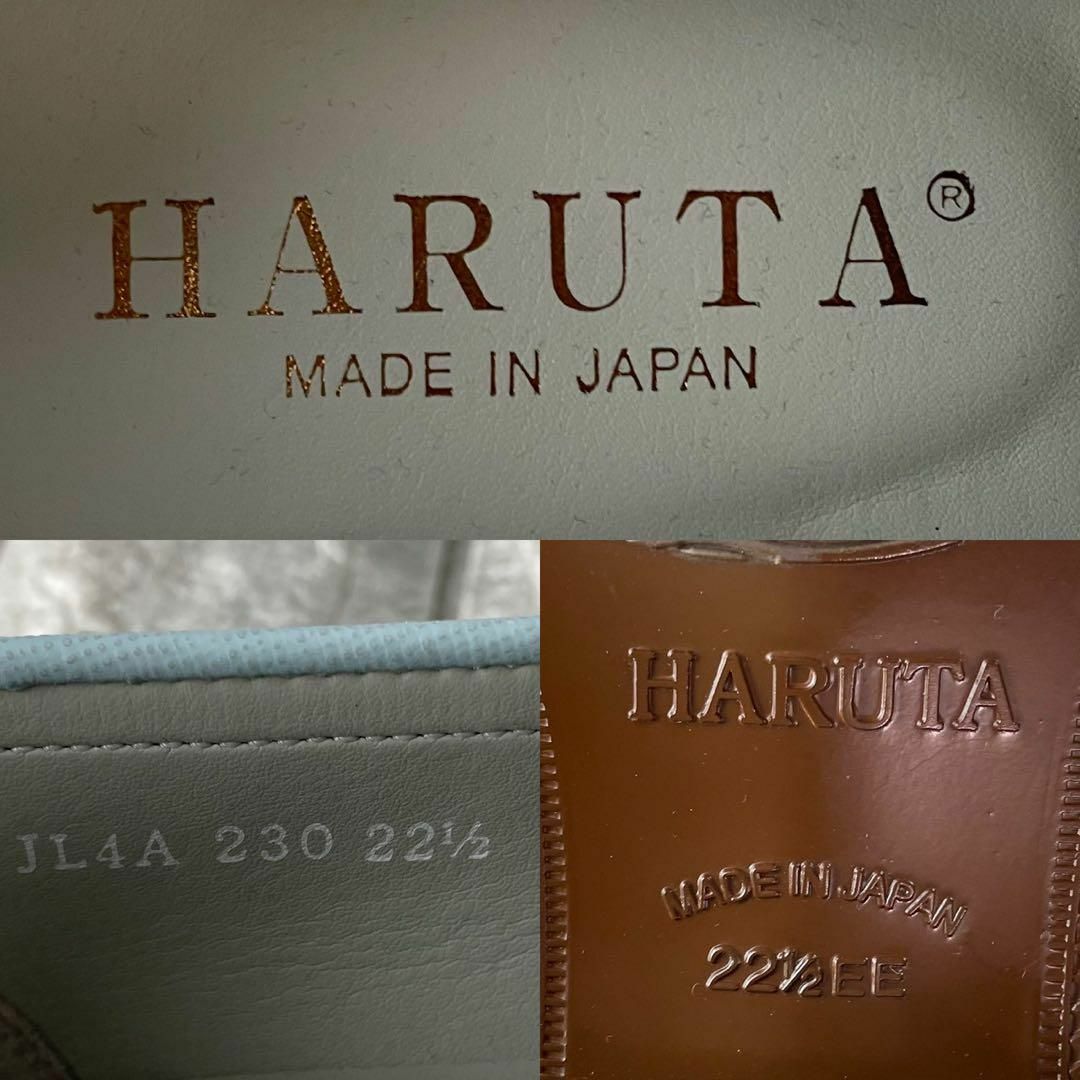 HARUTA®
MADE IN JAPAN
JL4A 230 22½
HARUTA
MADE IN JAPAN
22½EE